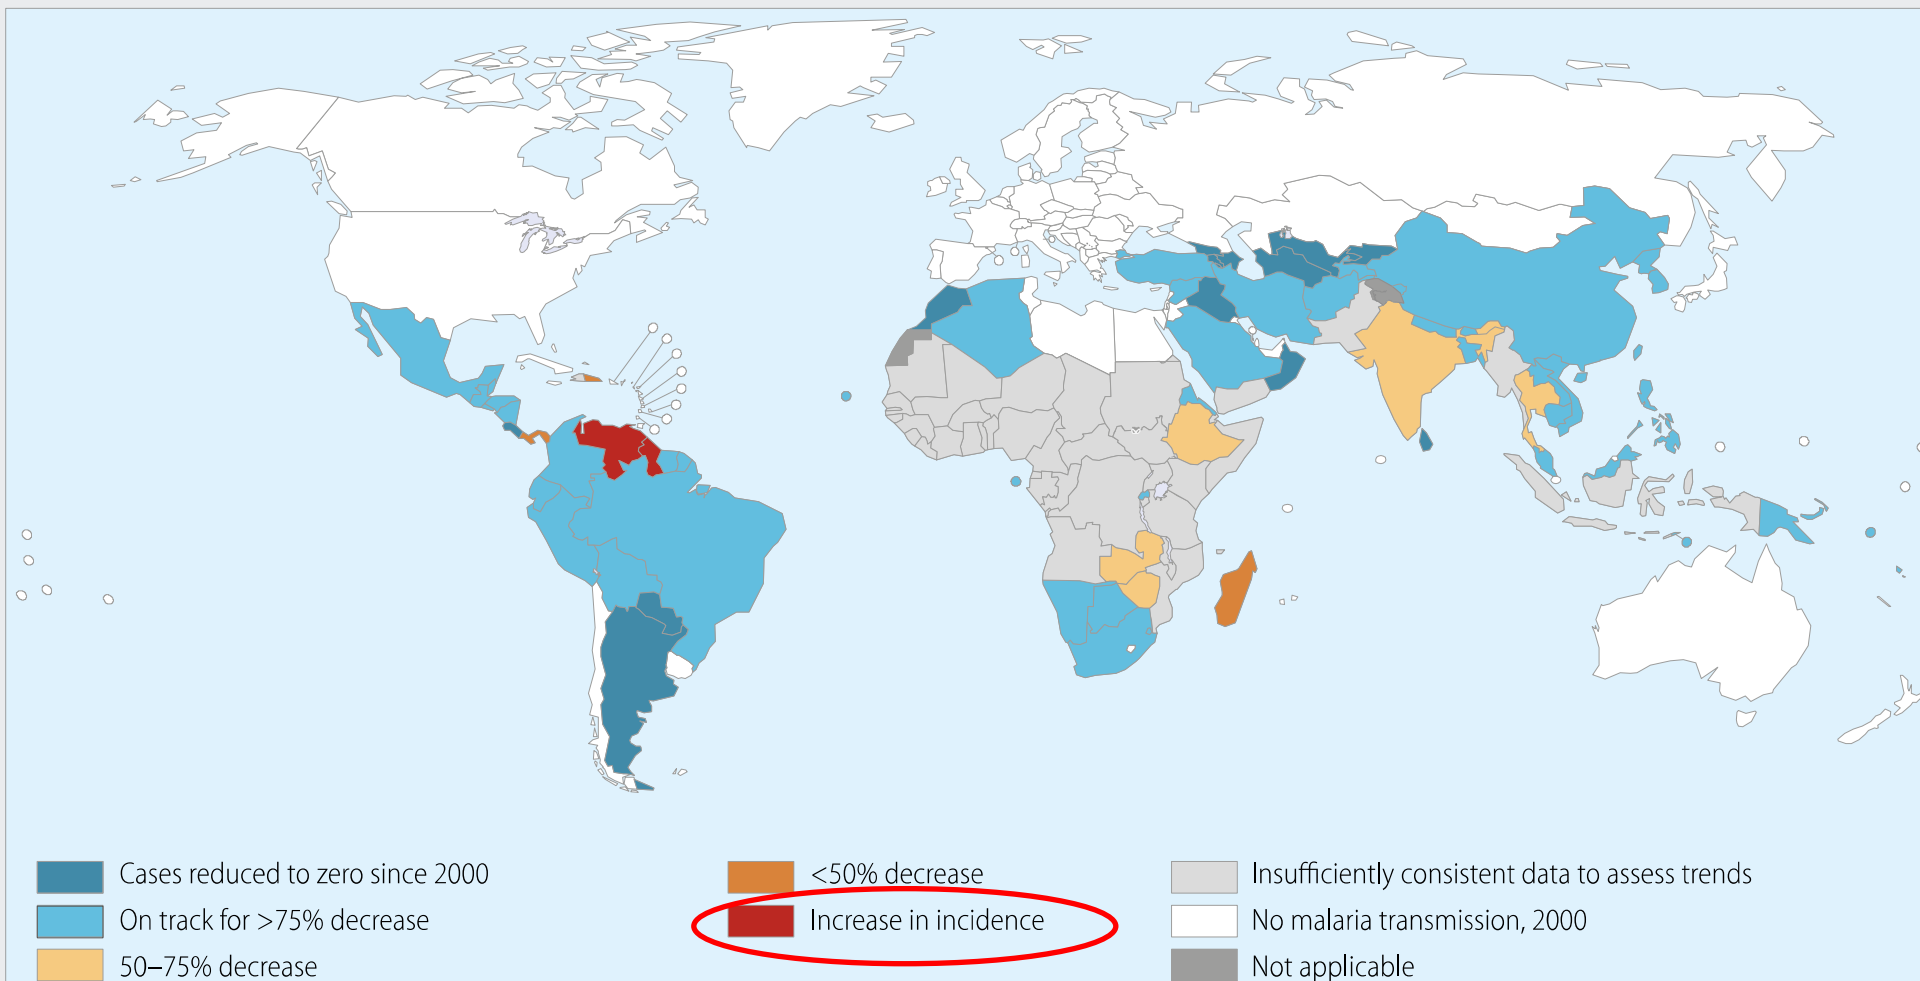 Cases reduced to zero since 2000
On track for >75% decrease
50–75% decrease
<50% decrease
Increase in incidence
Insufficiently consistent data to assess trends
No malaria transmission, 2000
Not applicable